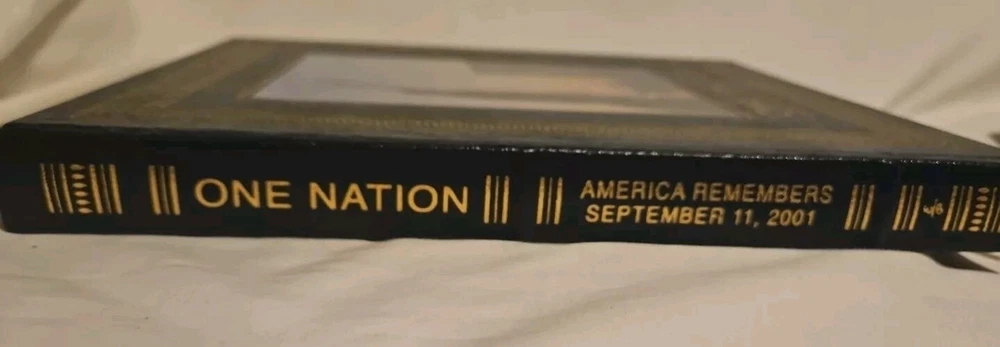 ONE NATION
AMERICA REMEMBERS
SEPTEMBER 11, 2001